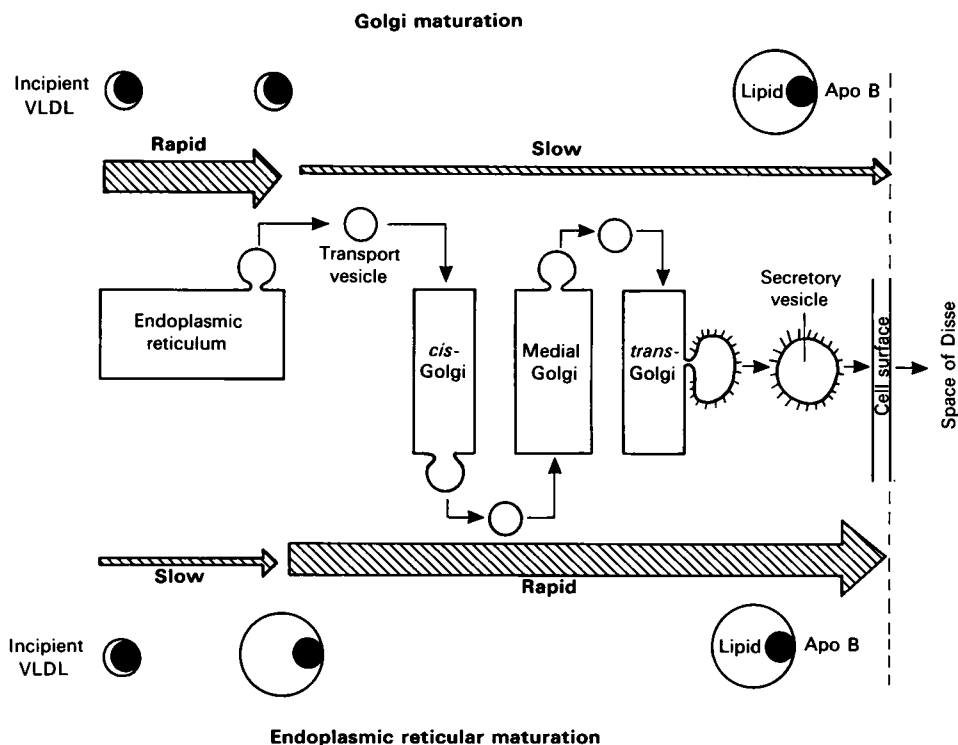 Golgi maturation
Incipient
VLDL
Lipid
Apo B
Rapid
Slow
Transport
vesicle
Endoplasmic
reticulum
cis-
Golgi
Medial
Golgi
trans-
Golgi
Secretory
vesicle
Cell surface
Space of Disse
Slow
Rapid
Incipient
VLDL
Lipid
Apo B
Endoplasmic reticular maturation